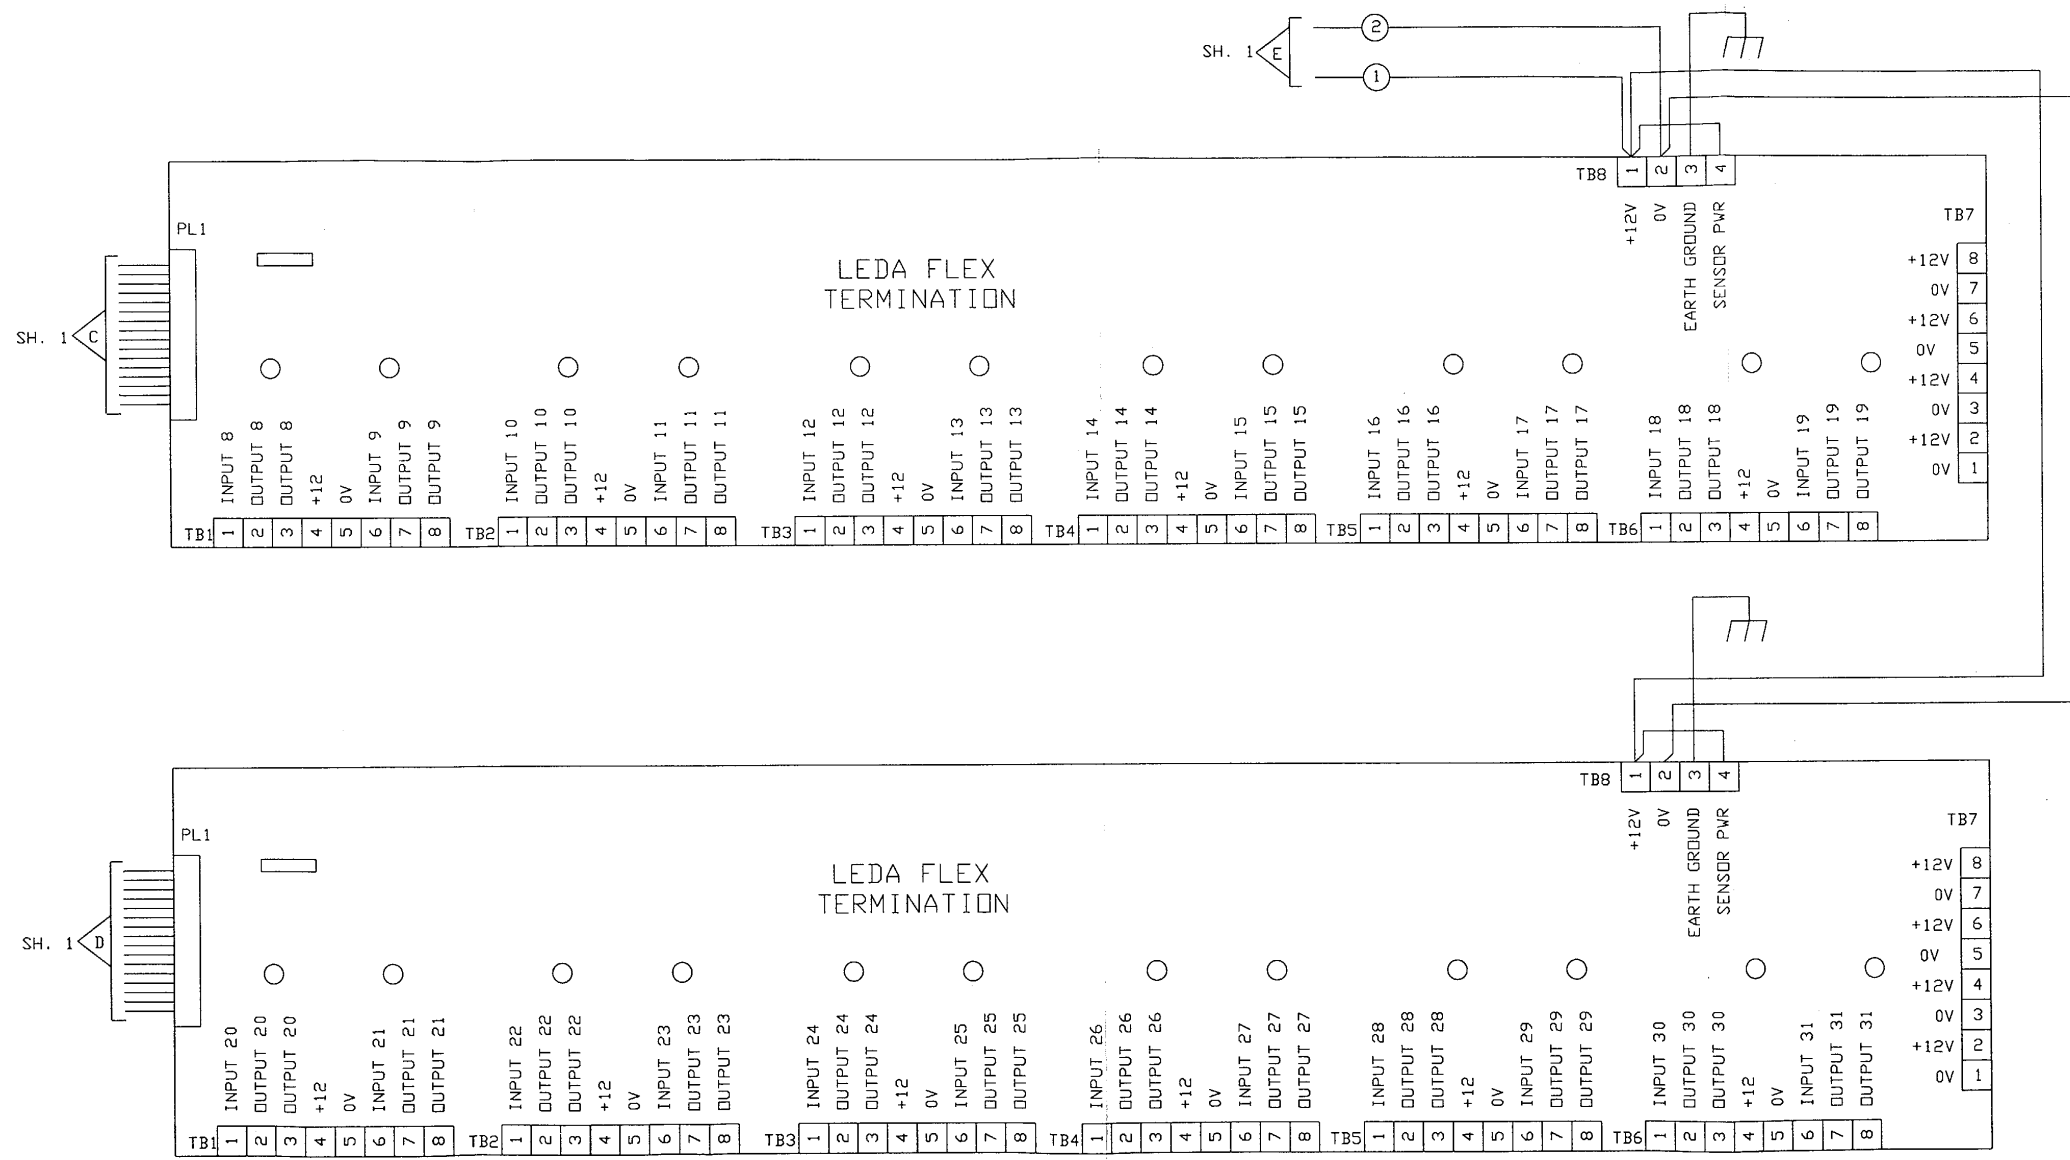 SH. 1 E 2
1
TB8 1 2 3 4
+12V 0V EARTH GROUND SENSOR PWR
PL1
TB7
+12V 8
0V 7
+12V 6
0V 5
+12V 4
0V 3
+12V 2
0V 1
LEDA FLEX
TERMINATION
SH. 1 C
INPUT 8 OUTPUT 8 OUTPUT 8 +12 0V INPUT 9 OUTPUT 9 OUTPUT 9
TB1 1 2 3 4 5 6 7 8
INPUT 10 OUTPUT 10 OUTPUT 10 +12 0V INPUT 11 OUTPUT 11 OUTPUT 11
TB2 1 2 3 4 5 6 7 8
INPUT 12 OUTPUT 12 OUTPUT 12 +12 0V INPUT 13 OUTPUT 13 OUTPUT 13
TB3 1 2 3 4 5 6 7 8
INPUT 14 OUTPUT 14 OUTPUT 14 +12 0V INPUT 15 OUTPUT 15 OUTPUT 15
TB4 1 2 3 4 5 6 7 8
INPUT 16 OUTPUT 16 OUTPUT 16 +12 0V INPUT 17 OUTPUT 17 OUTPUT 17
TB5 1 2 3 4 5 6 7 8
INPUT 18 OUTPUT 18 OUTPUT 18 +12 0V INPUT 19 OUTPUT 19 OUTPUT 19
TB6 1 2 3 4 5 6 7 8
TB8 1 2 3 4
+12V 0V EARTH GROUND SENSOR PWR
PL1
TB7
+12V 8
0V 7
+12V 6
0V 5
+12V 4
0V 3
+12V 2
0V 1
LEDA FLEX
TERMINATION
SH. 1 D
INPUT 20 OUTPUT 20 OUTPUT 20 +12 0V INPUT 21 OUTPUT 21 OUTPUT 21
TB1 1 2 3 4 5 6 7 8
INPUT 22 OUTPUT 22 OUTPUT 22 +12 0V INPUT 23 OUTPUT 23 OUTPUT 23
TB2 1 2 3 4 5 6 7 8
INPUT 24 OUTPUT 24 OUTPUT 24 +12 0V INPUT 25 OUTPUT 25 OUTPUT 25
TB3 1 2 3 4 5 6 7 8
INPUT 26 OUTPUT 26 OUTPUT 26 +12 0V INPUT 27 OUTPUT 27 OUTPUT 27
TB4 1 2 3 4 5 6 7 8
INPUT 28 OUTPUT 28 OUTPUT 28 +12 0V INPUT 29 OUTPUT 29 OUTPUT 29
TB5 1 2 3 4 5 6 7 8
INPUT 30 OUTPUT 30 OUTPUT 30 +12 0V INPUT 31 OUTPUT 31 OUTPUT 31
TB6 1 2 3 4 5 6 7 8